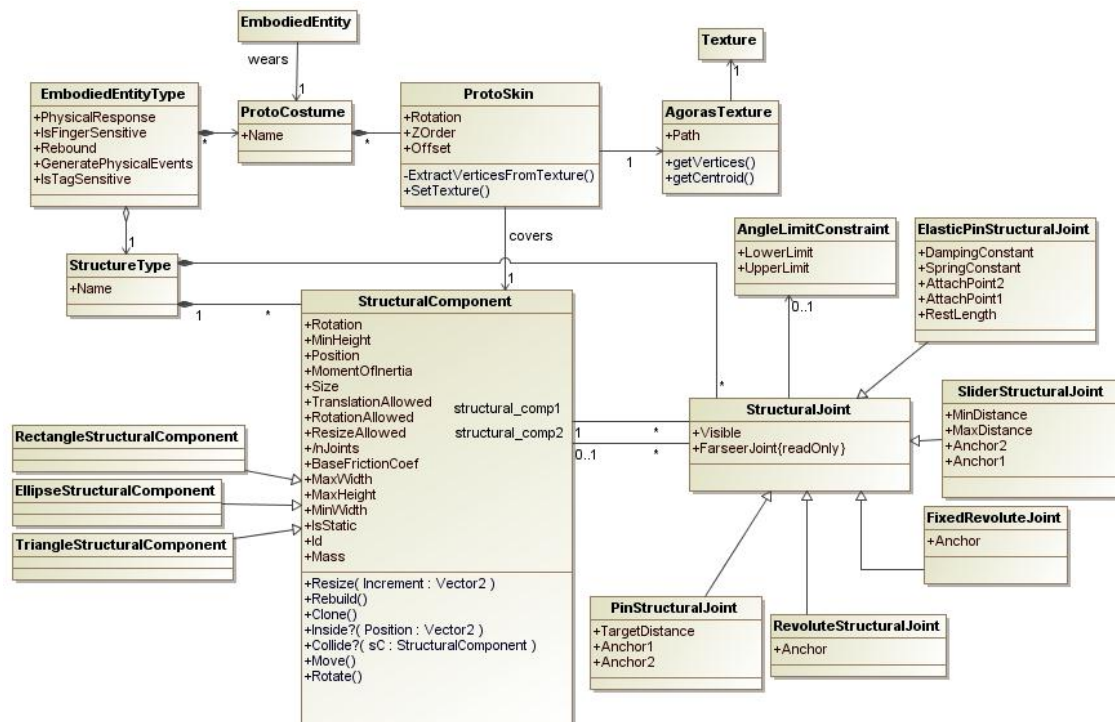 EmbodiedEntity
wears
1
EmbodiedEntityType
+PhysicalResponse
+IsFingerSensitive
+Rebound
+GeneratePhysicalEvents
+IsTagSensitive
*
1
ProtoCostume
+Name
*
ProtoSkin
+Rotation
+ZOrder
+Offset
-ExtractVerticesFromTexture()
+SetTexture()
1
covers
1
Texture
1
AgorasTexture
+Path
+getVertices()
+getCentroid()
StructureType
+Name
1
*
*
AngleLimitConstraint
+LowerLimit
+UpperLimit
0..1
ElasticPinStructuralJoint
+DampingConstant
+SpringConstant
+AttachPoint2
+AttachPoint1
+RestLength
StructuralComponent
+Rotation
+MinHeight
+Position
+MomentOfInertia
+Size
+TranslationAllowed
+RotationAllowed
+ResizeAllowed
+/nJoints
+BaseFrictionCoef
+MaxWidth
+MaxHeight
+MinWidth
+IsStatic
+Id
+Mass
+Resize( Increment : Vector2 )
+Rebuild()
+Clone()
+Inside?( Position : Vector2 )
+Collide?( sC : StructuralComponent )
+Move()
+Rotate()
structural_comp1
structural_comp2
1
*
0..1
*
StructuralJoint
+Visible
+FarseerJoint{readOnly}
SliderStructuralJoint
+MinDistance
+MaxDistance
+Anchor2
+Anchor1
RectangleStructuralComponent
EllipseStructuralComponent
TriangleStructuralComponent
FixedRevoluteJoint
+Anchor
PinStructuralJoint
+TargetDistance
+Anchor1
+Anchor2
RevoluteStructuralJoint
+Anchor